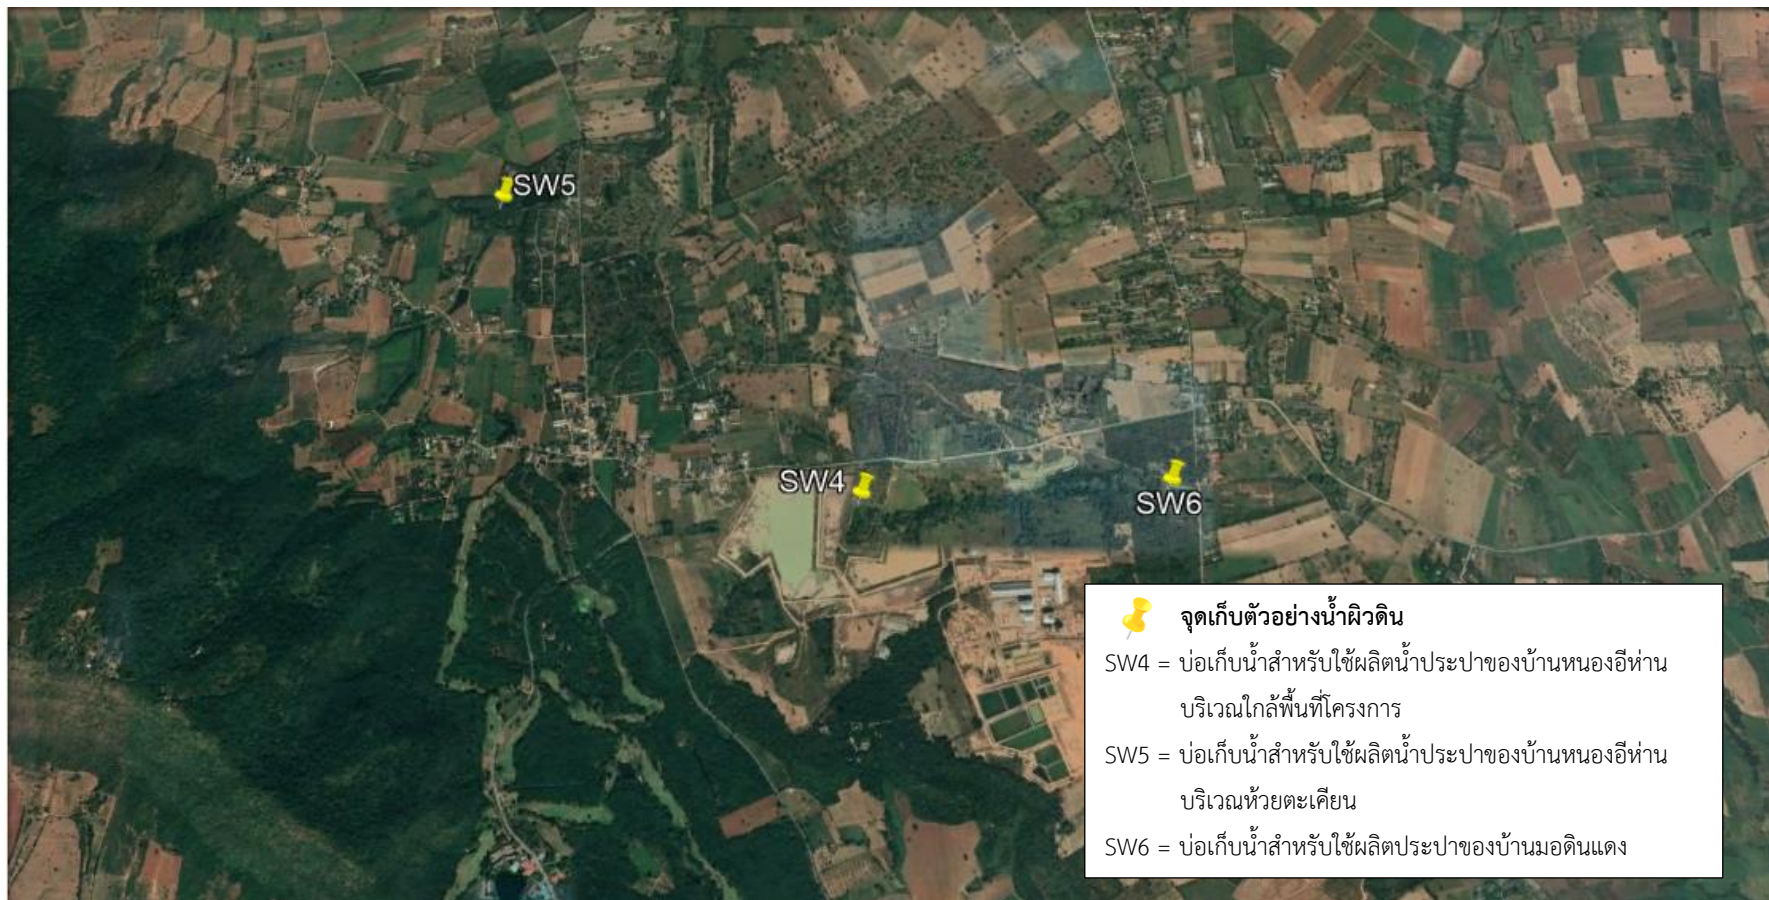 SW5
SW4
SW6
จุดเก็บตัวอย่างน้ำผิวดิน
SW4 = บ่อเก็บน้ำสำหรับใช้ผลิตน้ำประปาของบ้านหนองอีห่าน
บริเวณใกล้พื้นที่โครงการ
SW5 = บ่อเก็บน้ำสำหรับใช้ผลิตน้ำประปาของบ้านหนองอีห่าน
บริเวณห้วยตะเคียน
SW6 = บ่อเก็บน้ำสำหรับใช้ผลิตประปาของบ้านมอดินแดง